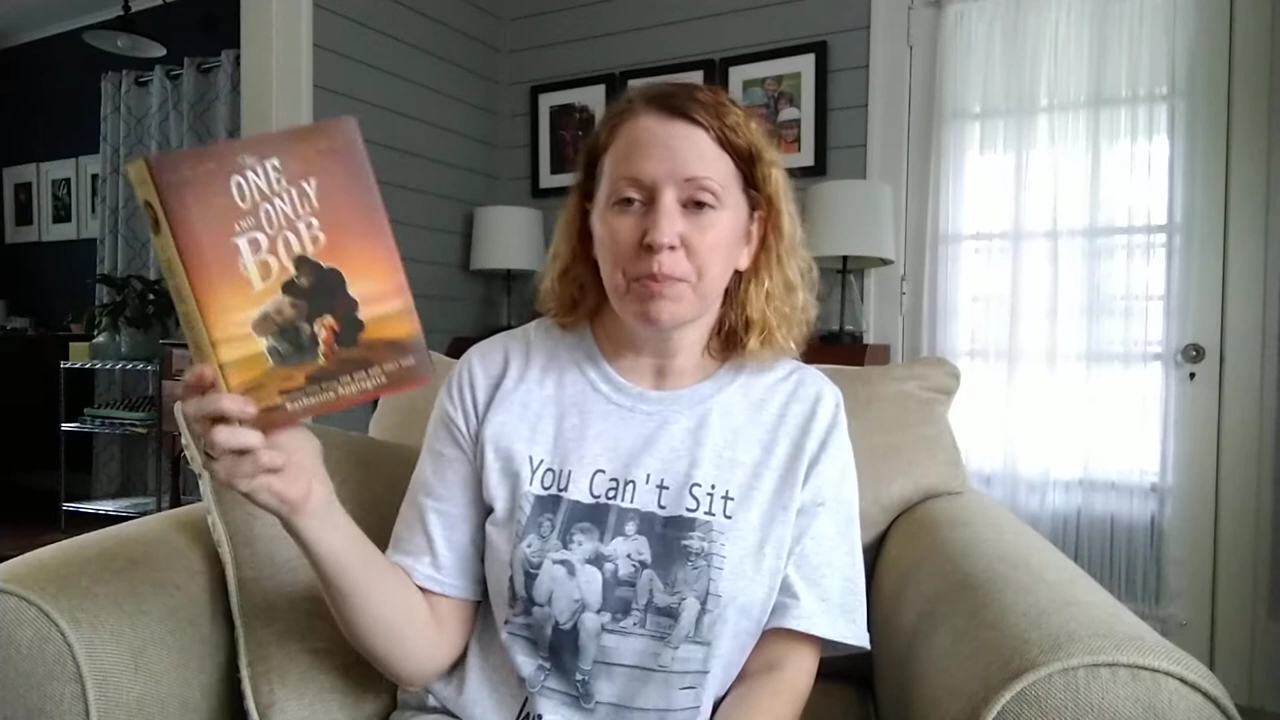 THE
ONE
AND ONLY
BOB
Katherine Applegate
You Can't Sit